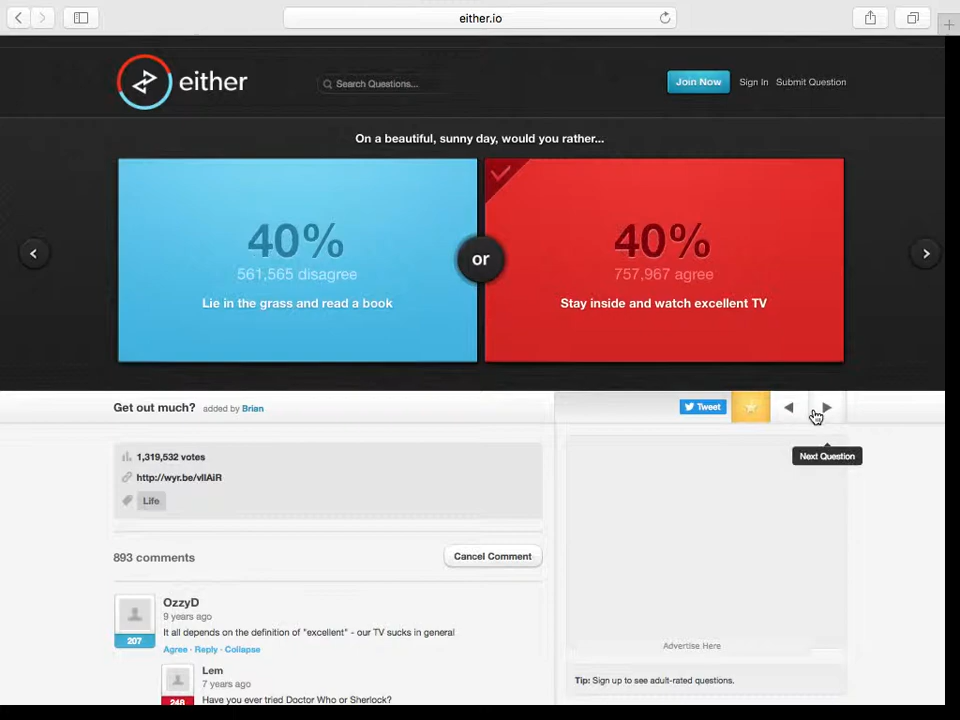 either.io
either
Search Questions...
Join Now
Sign In
Submit Question
On a beautiful, sunny day, would you rather...
40%
561,565 disagree
Lie in the grass and read a book
or
40%
757,967 agree
Stay inside and watch excellent TV
Get out much? added by Brian
Tweet
Next Question
1,319,532 votes
http://wyr.be/vIIAiR
Life
893 comments
Cancel Comment
OzzyD
9 years ago
207
It all depends on the definition of "excellent" - our TV sucks in general
Agree · Reply · Collapse
Lem
7 years ago
248
Have you ever tried Doctor Who or Sherlock?
Advertise Here
Tip: Sign up to see adult-rated questions.